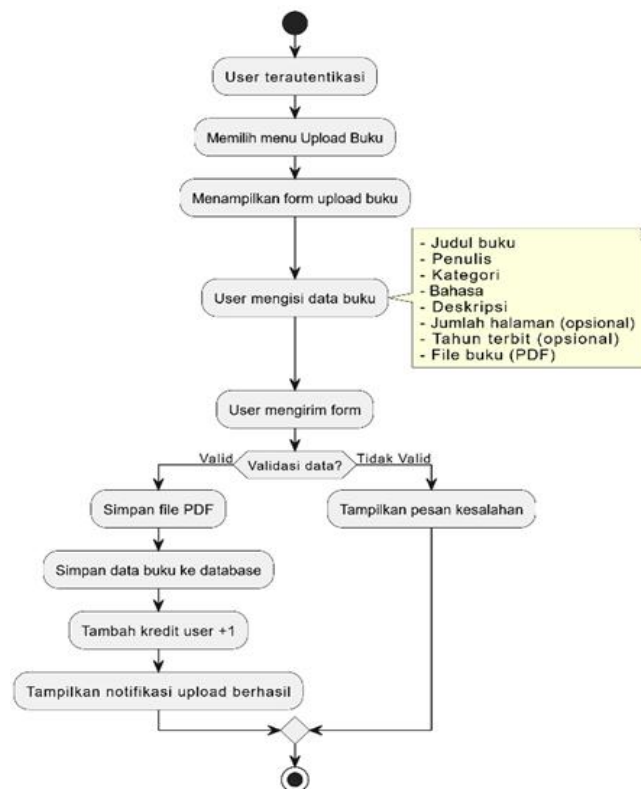 User terautentikasi
Memilih menu Upload Buku
Menampilkan form upload buku
User mengisi data buku
- Judul buku
- Penulis
- Kategori
- Bahasa
- Deskripsi
- Jumlah halaman (opsional)
- Tahun terbit (opsional)
- File buku (PDF)
User mengirim form
Valid
Validasi data?
Tidak Valid
Simpan file PDF
Tampilkan pesan kesalahan
Simpan data buku ke database
Tambah kredit user +1
Tampilkan notifikasi upload berhasil